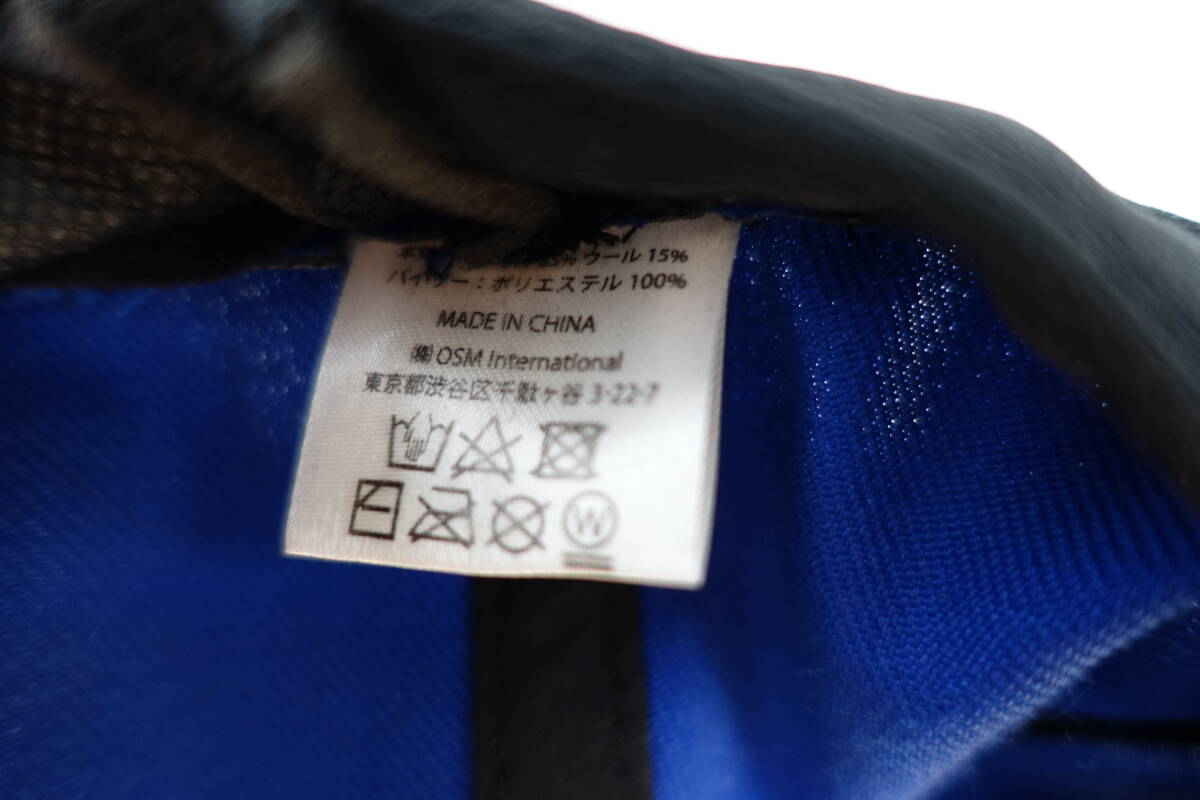 ウール 15%
バイザー：ポリエステル 100%
MADE IN CHINA
㈱ OSM International
東京都渋谷区千駄ヶ谷 3-22-7
W